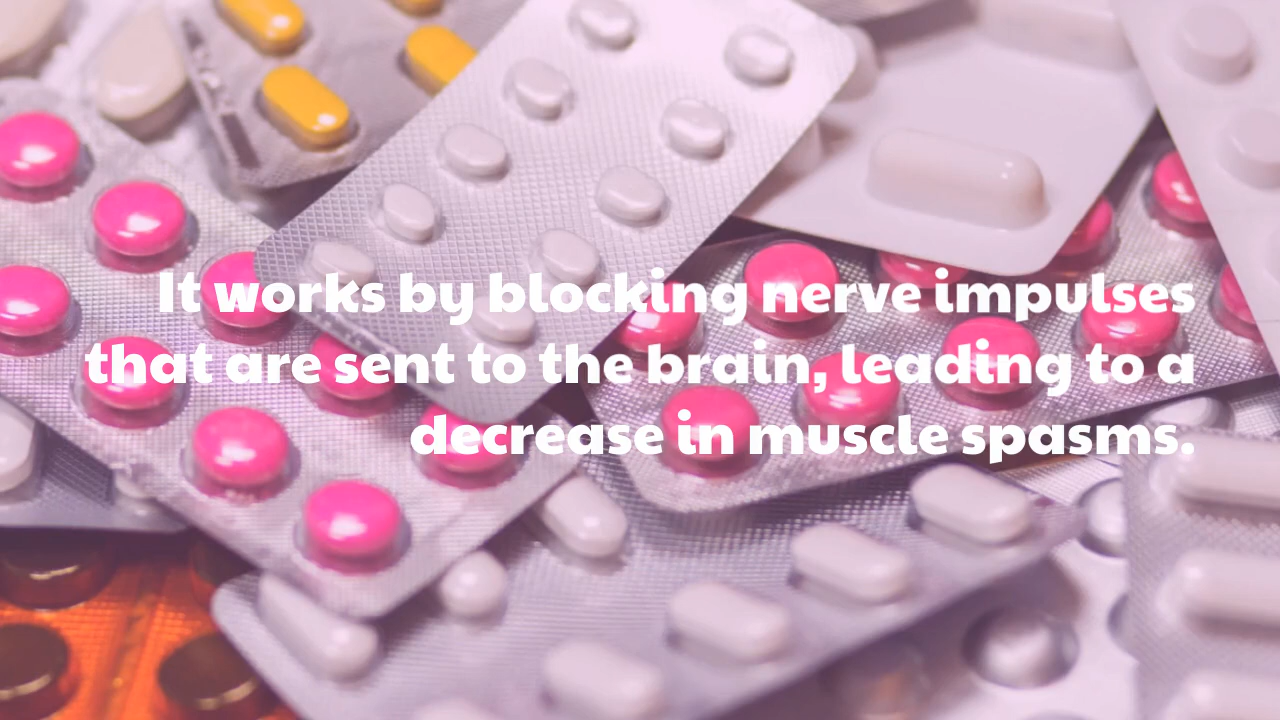 It works by blocking nerve impulses
that are sent to the brain, leading to a
decrease in muscle spasms.